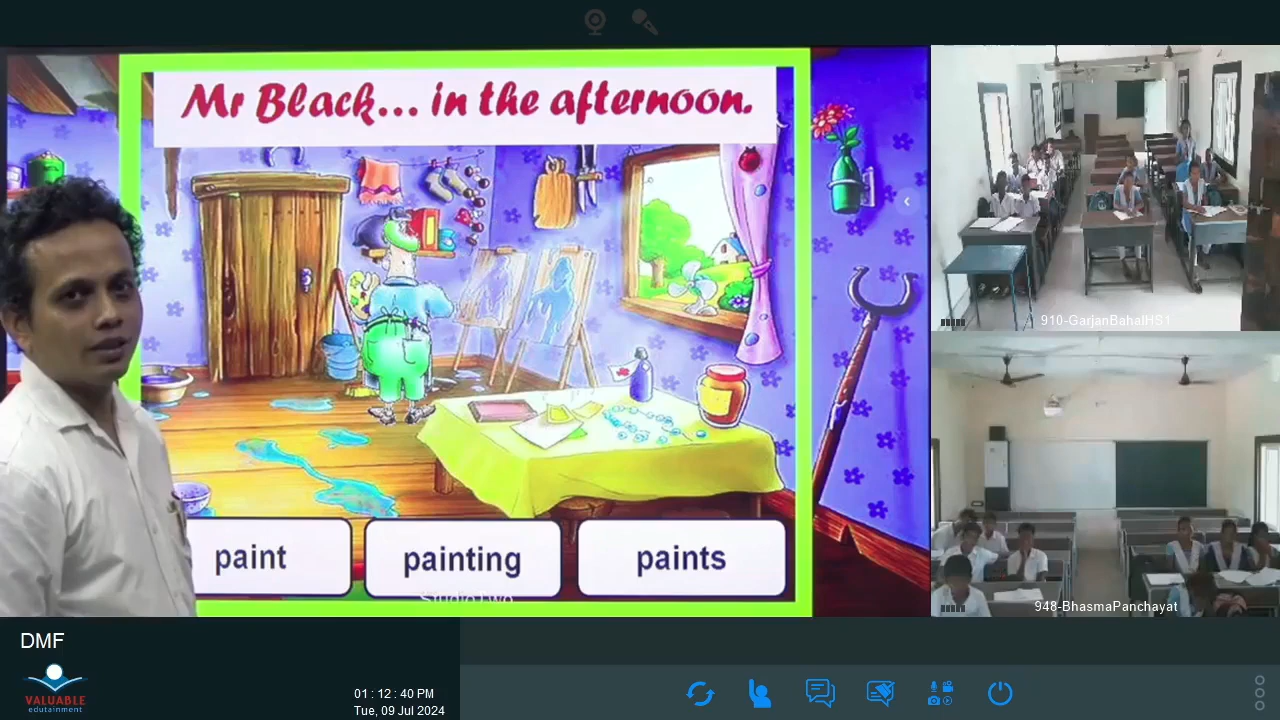 Mr Black... in the afternoon.
paint
painting
paints
StudioTwo
910-GarjanBahalHS1
948-BhasmaPanchayat
DMF
VALUABLE
edutainment
01 : 12 : 40 PM
Tue, 09 Jul 2024